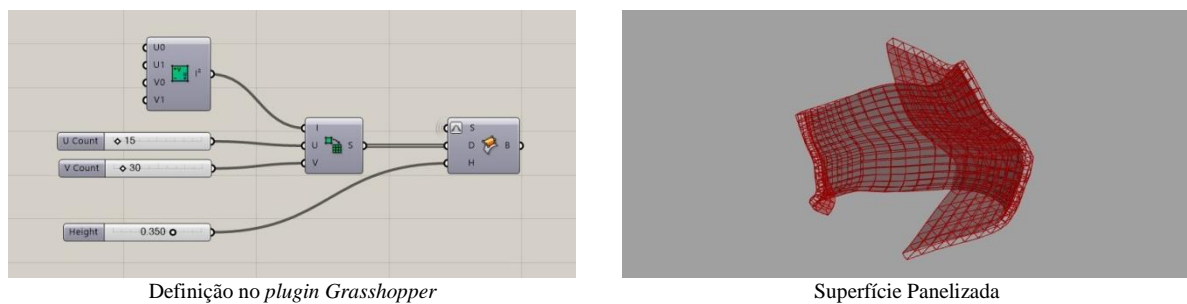 U0
U1
V0
V1
I²
U Count
15
V Count
30
Height
0.350
I
U
V
S
S
D
H
B
Definição no plugin Grasshopper
Superfície Panelizada